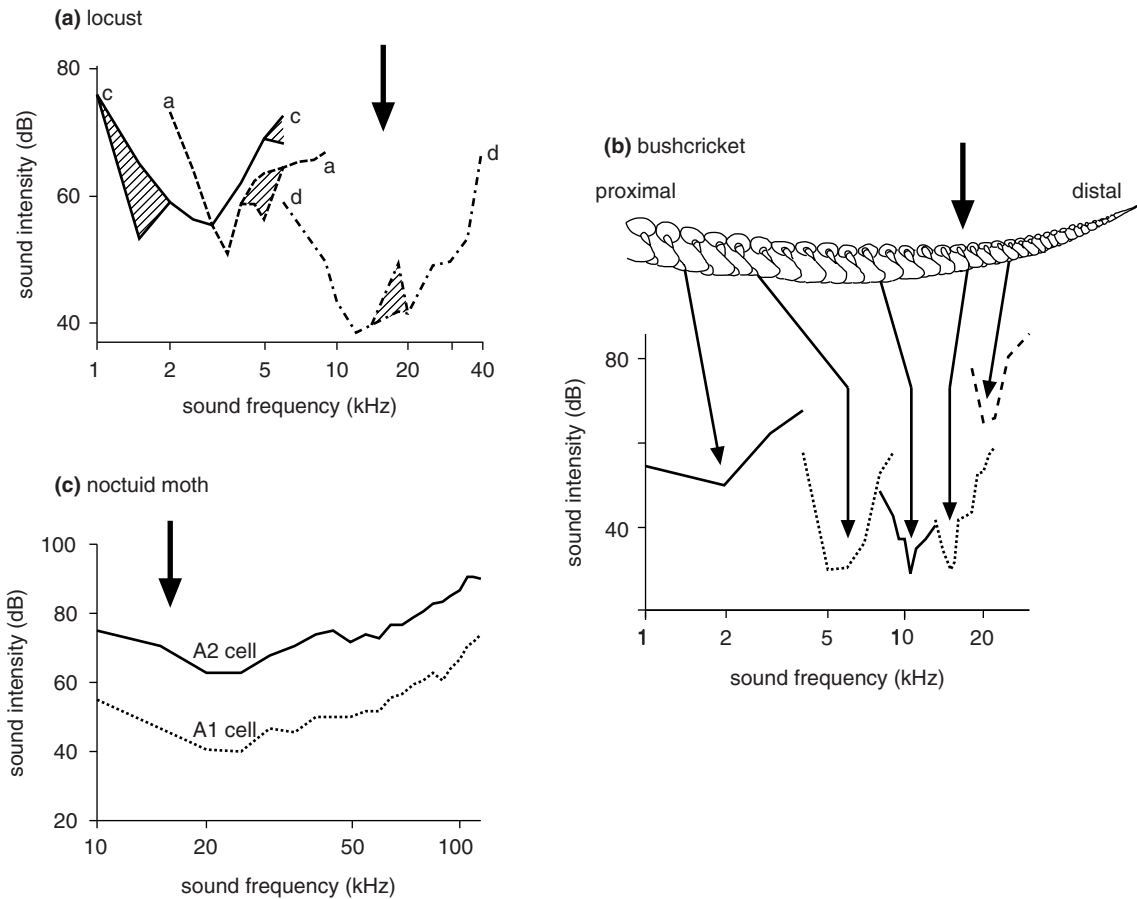 (a) locust
80
60
40
sound intensity (dB)
c
a
c
a
d
d
1
2
5
10
20
40
sound frequency (kHz)
(b) bushcricket
proximal
distal
80
40
sound intensity (dB)
1
2
5
10
20
sound frequency (kHz)
(c) noctuid moth
100
80
60
40
20
sound intensity (dB)
A2 cell
A1 cell
10
20
50
100
sound frequency (kHz)